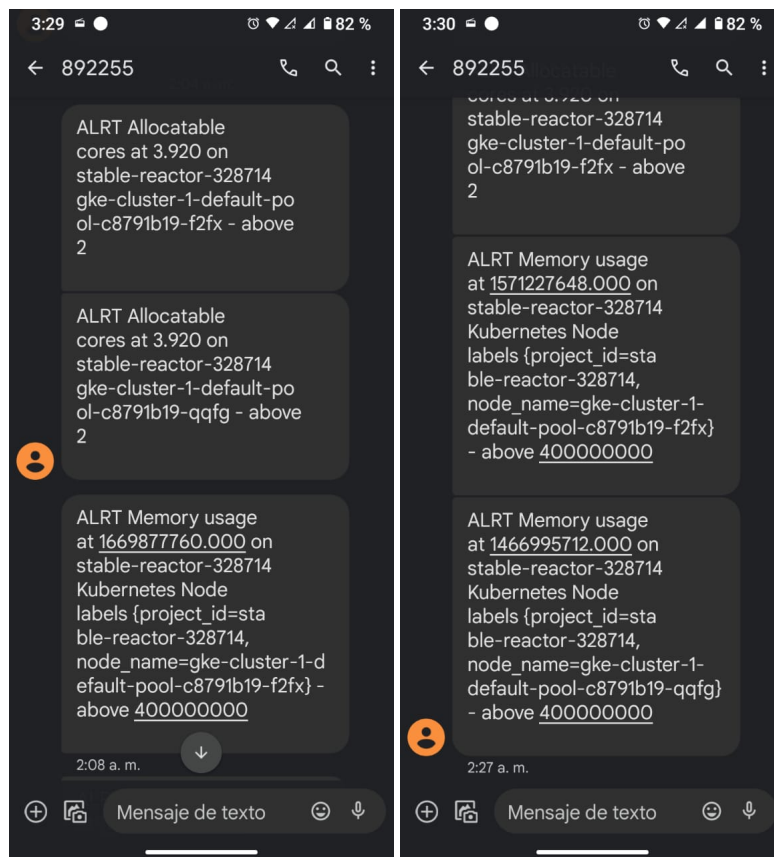 3:29
82 %
892255
ALRT Allocatable
cores at 3.920 on
stable-reactor-328714
gke-cluster-1-default-po
ol-c8791b19-f2fx - above
2
ALRT Allocatable
cores at 3.920 on
stable-reactor-328714
gke-cluster-1-default-po
ol-c8791b19-qqfg - above
2
ALRT Memory usage
at 1669877760.000 on
stable-reactor-328714
Kubernetes Node
labels {project_id=sta
ble-reactor-328714,
node_name=gke-cluster-1-d
efault-pool-c8791b19-f2fx} -
above 400000000
2:08 a. m.
Mensaje de texto
3:30
82 %
892255
cores at 3.920 on
stable-reactor-328714
gke-cluster-1-default-po
ol-c8791b19-f2fx - above
2
ALRT Memory usage
at 1571227648.000 on
stable-reactor-328714
Kubernetes Node
labels {project_id=sta
ble-reactor-328714,
node_name=gke-cluster-1-
default-pool-c8791b19-f2fx}
- above 400000000
ALRT Memory usage
at 1466995712.000 on
stable-reactor-328714
Kubernetes Node
labels {project_id=sta
ble-reactor-328714,
node_name=gke-cluster-1-
default-pool-c8791b19-qqfg}
- above 400000000
2:27 a. m.
Mensaje de texto